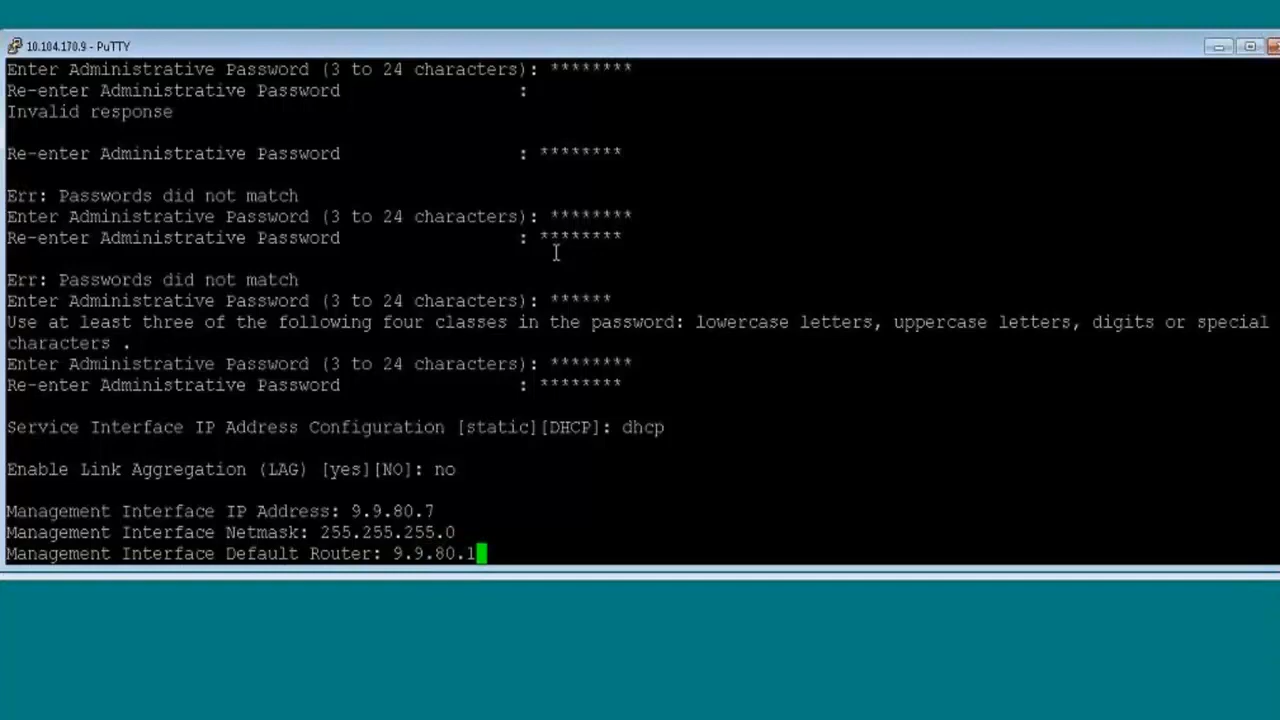 10.104.170.9 - PuTTY
Enter Administrative Password (3 to 24 characters): ********
Re-enter Administrative Password                  :
Invalid response
Re-enter Administrative Password                  : ********
Err: Passwords did not match
Enter Administrative Password (3 to 24 characters): ********
Re-enter Administrative Password                  : ********
Err: Passwords did not match
Enter Administrative Password (3 to 24 characters): ******
Use at least three of the following four classes in the password: lowercase letters, uppercase letters, digits or special
characters .
Enter Administrative Password (3 to 24 characters): ********
Re-enter Administrative Password                  : ********
Service Interface IP Address Configuration [static][DHCP]: dhcp
Enable Link Aggregation (LAG) [yes][NO]: no
Management Interface IP Address: 9.9.80.7
Management Interface Netmask: 255.255.255.0
Management Interface Default Router: 9.9.80.1